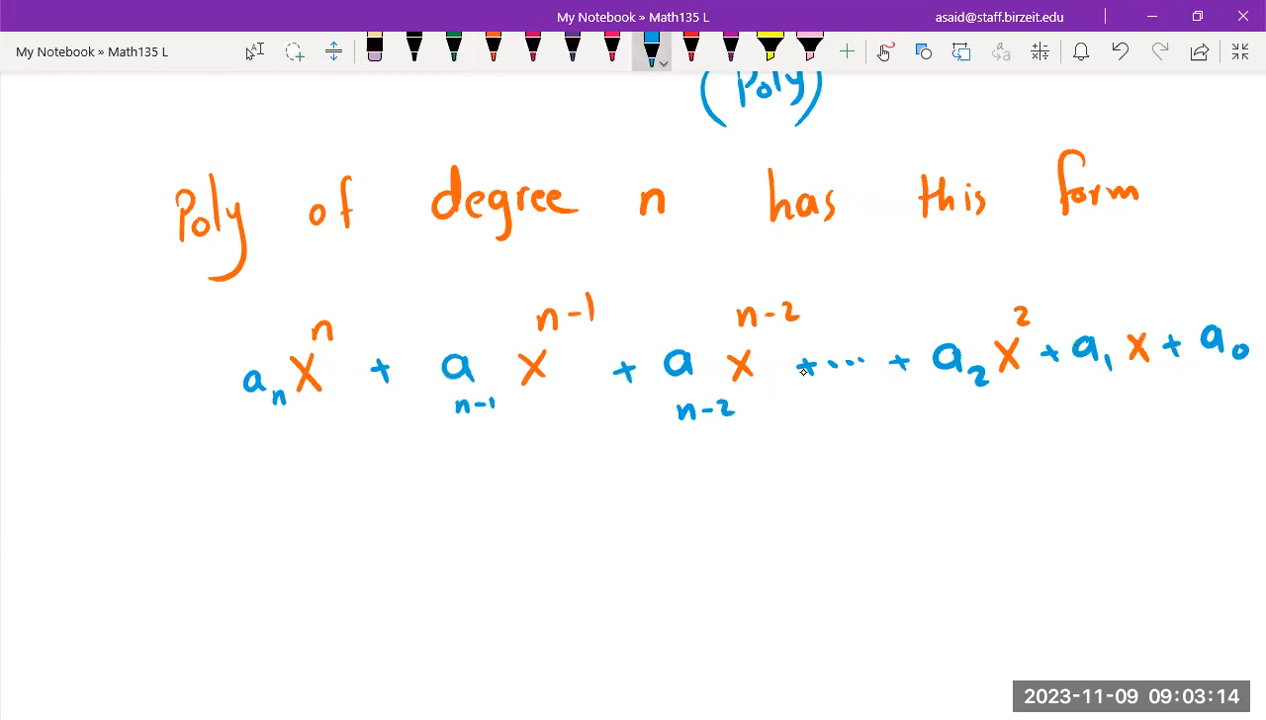 My Notebook » Math135 L
asaid@staff.birzeit.edu
My Notebook » Math135 L
(Poly)
Poly of degree n has this form
aₙxⁿ + aₙ₋₁xⁿ⁻¹ + aₙ₋₂xⁿ⁻² + ... + a₂x² + a₁x + a₀
2023-11-09 09:03:14